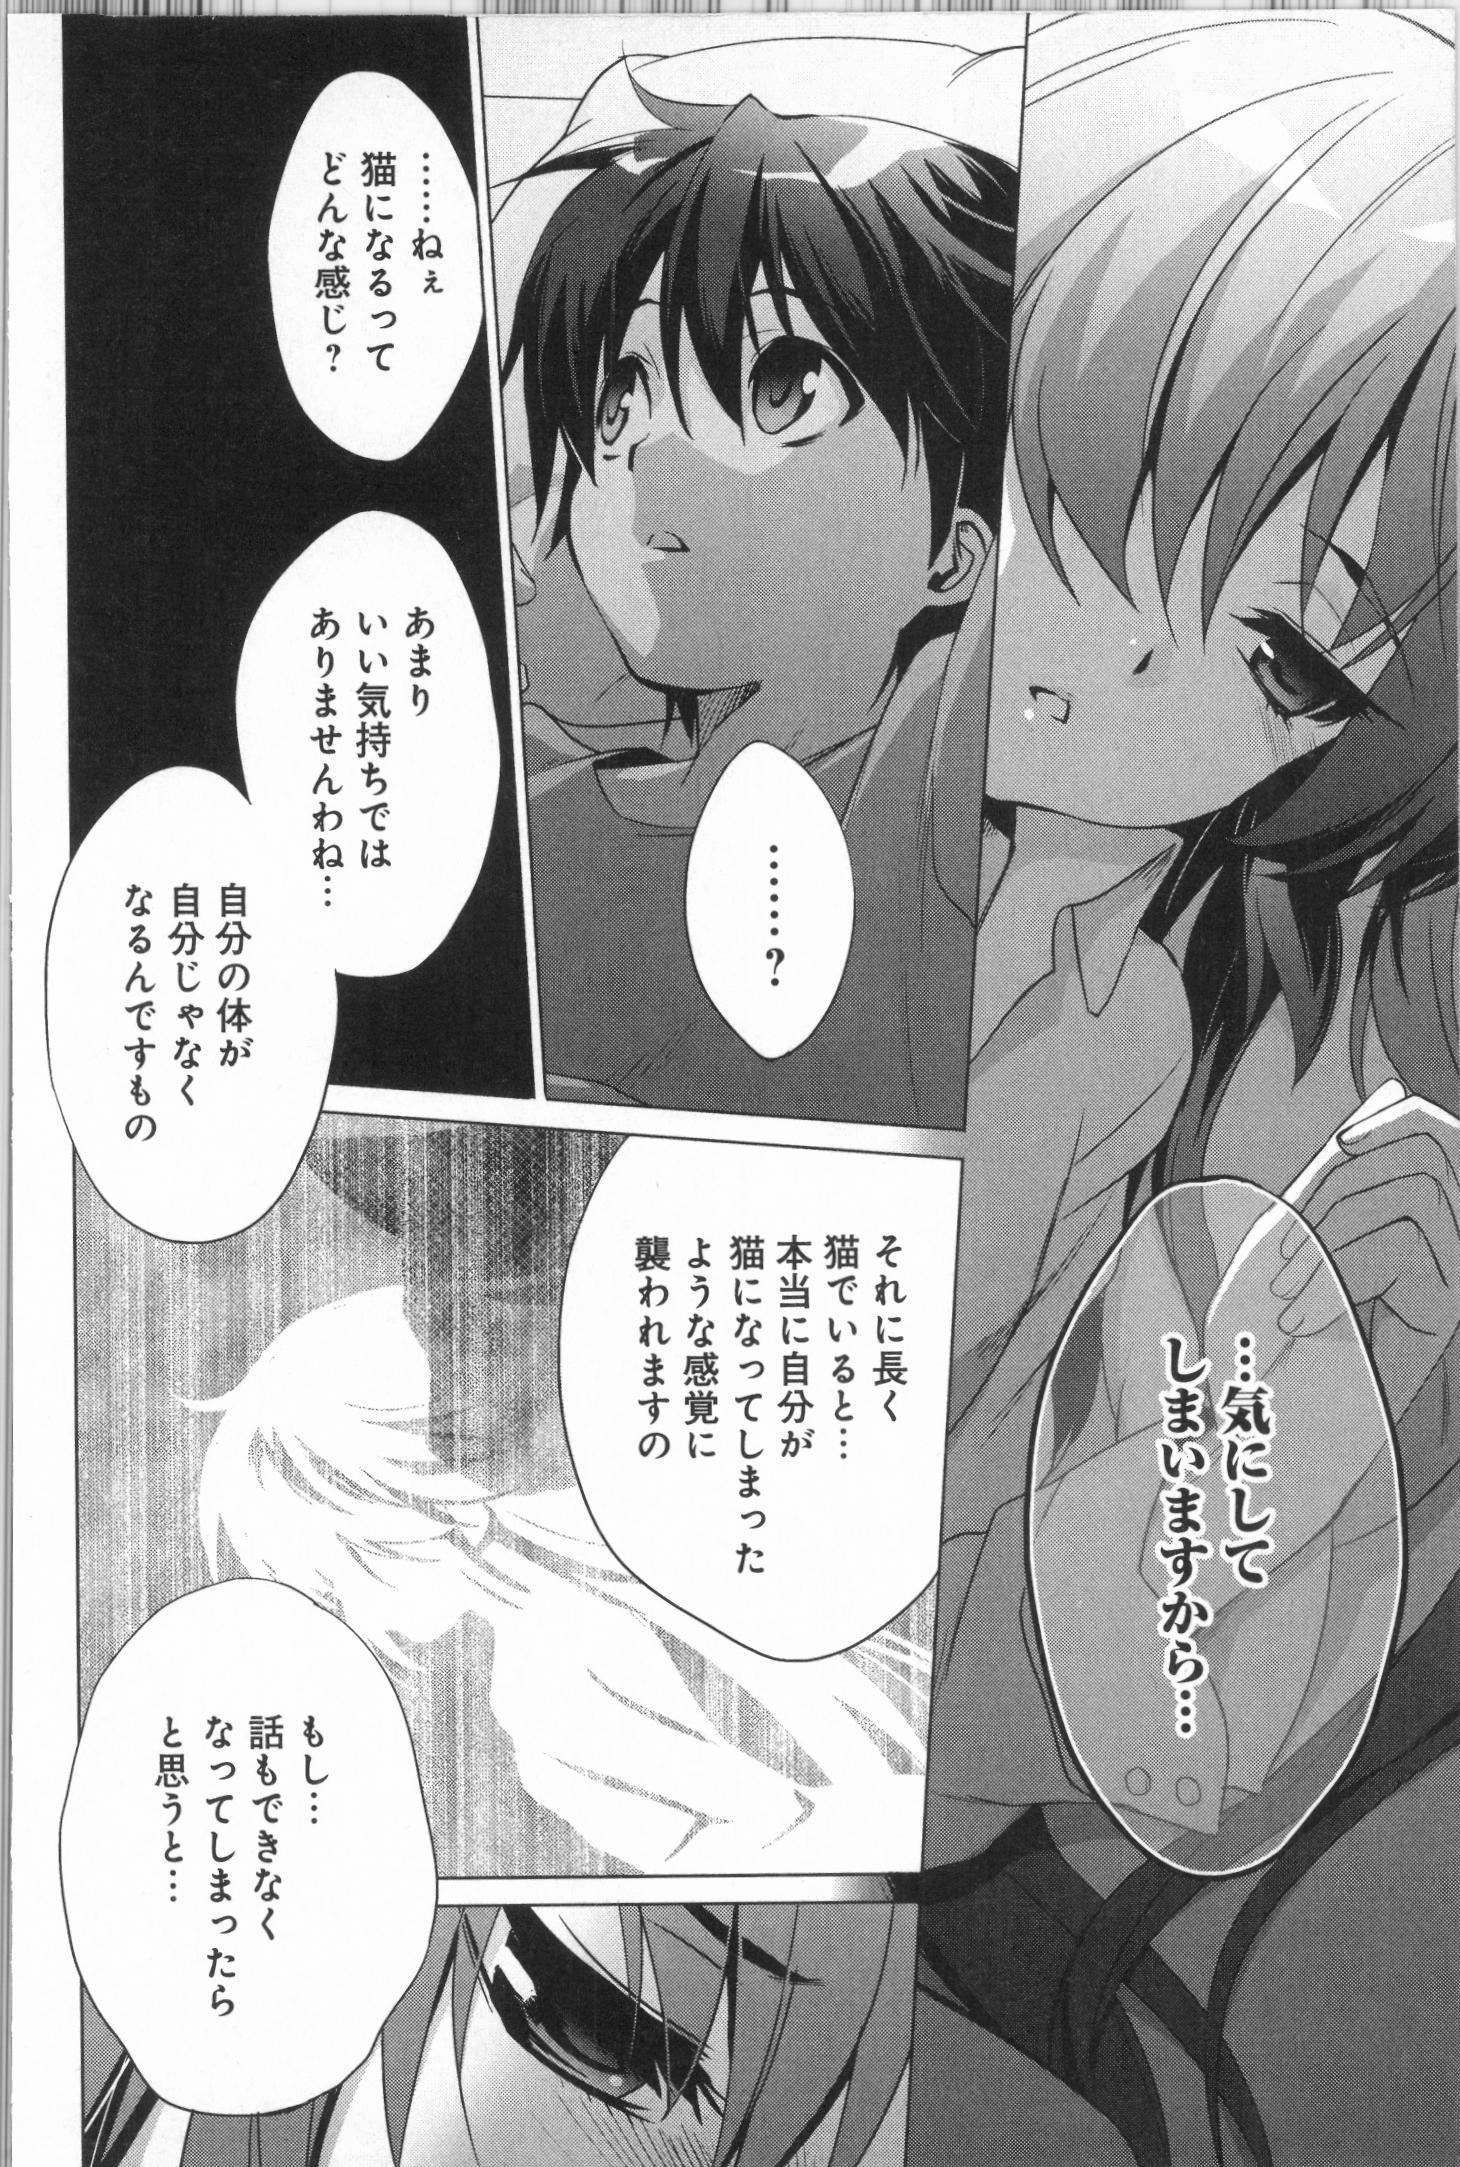 …気にして
しまいますから…
……?
……ねぇ
猫になるって
どんな感じ?
あまり
いい気持ちでは
ありませんわね…
自分の体が
自分じゃなく
なるんですもの
それに長く
猫でいると…
本当に自分が
猫になってしまった
ような感覚に
襲われますの
もし…
話もできなく
なってしまったら
と思うと…